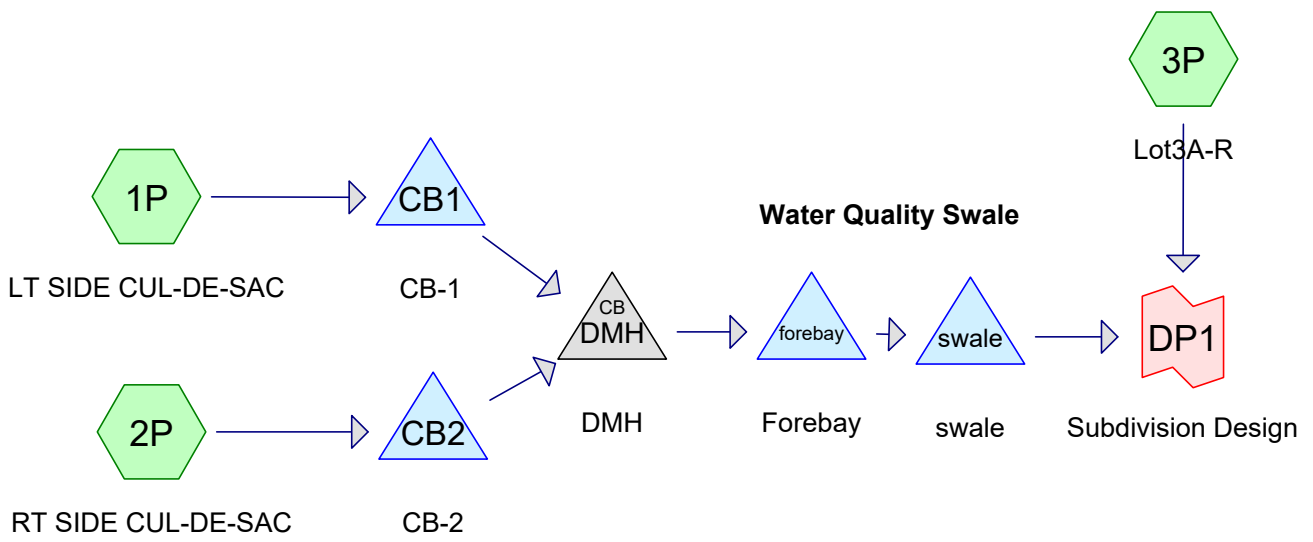 3P
Lot3A-R
1P
LT SIDE CUL-DE-SAC
CB1
CB-1
Water Quality Swale
CB
DMH
DMH
forebay
Forebay
swale
swale
DP1
Subdivision Design
2P
RT SIDE CUL-DE-SAC
CB2
CB-2